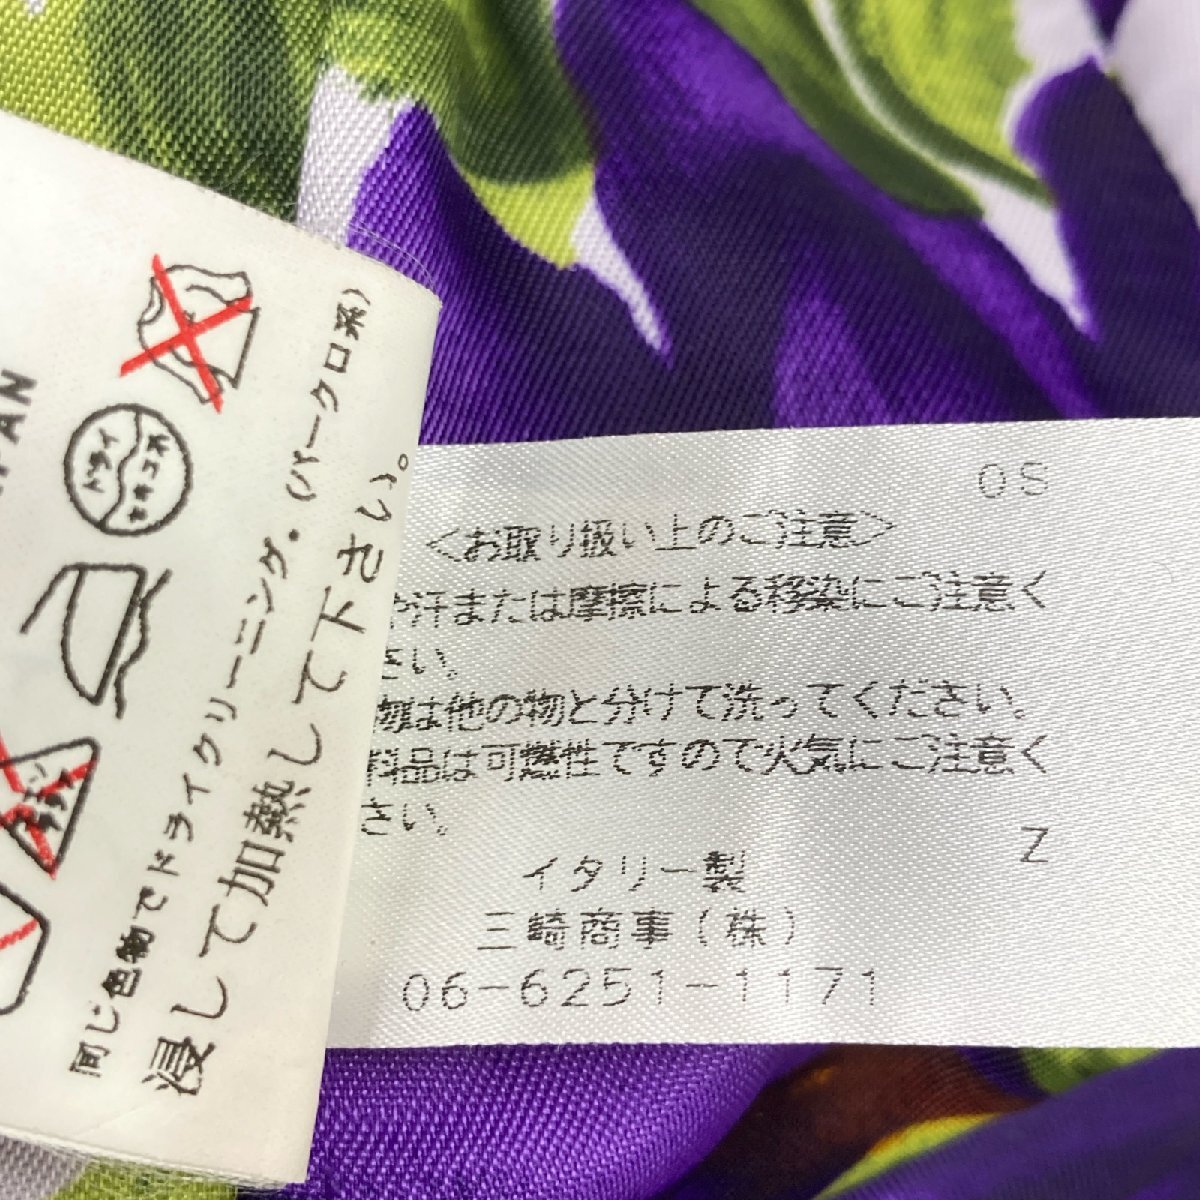 PAN
同じ色物でドライクリーニング。(パークロ系)
浸して加熱して下さい。
OS
<お取り扱い上のご注意>
や汗または摩擦による移染にご注意く
さい。
物は他の物と分けて洗ってください。
料品は可燃性ですので火気にご注意く
さい。
Z
イタリー製
三崎商事(株)
06-6251-1171